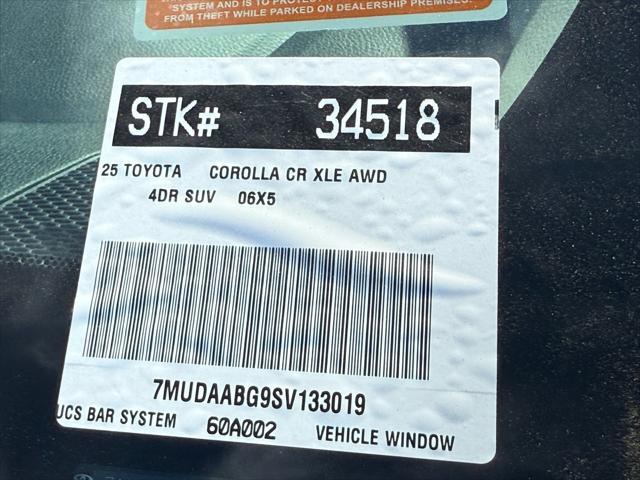 SYSTEM AND IS TO PROTECT
FROM THEFT WHILE PARKED ON DEALERSHIP PREMISES.
STK# 34518
25 TOYOTA COROLLA CR XLE AWD
4DR SUV 06X5
7MUDAABG9SV133019
UCS BAR SYSTEM 60A002 VEHICLE WINDOW